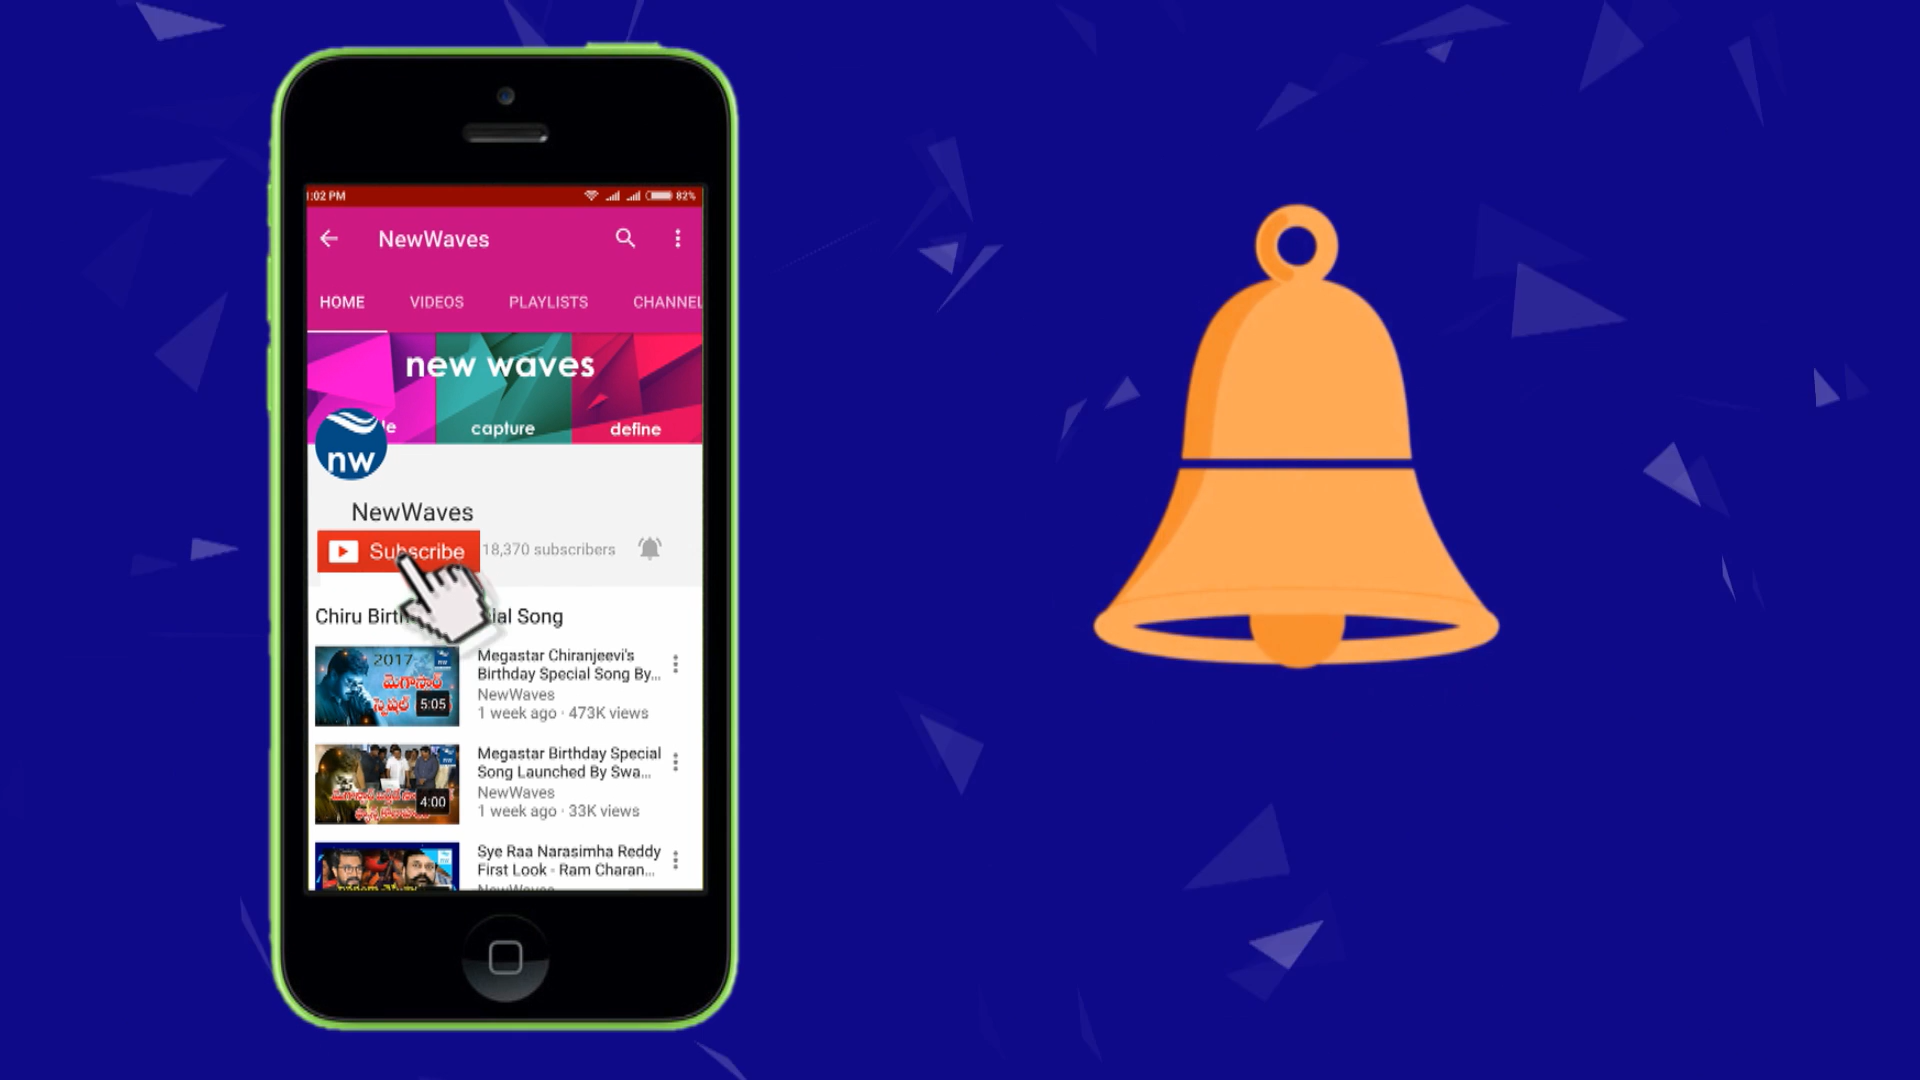 1:02 PM
82%
NewWaves
HOME VIDEOS PLAYLISTS CHANNEL
new waves
capture define
nw
NewWaves
Subscribe 18,370 subscribers
Chiru Song
2017
మెగాస్టార్
స్పెషల్
5:05
Megastar Chiranjeevi's
Birthday Special Song By...
NewWaves
1 week ago · 473K views
4:00
Megastar Birthday Special
Song Launched By Swa...
NewWaves
1 week ago · 33K views
Sye Raa Narasimha Reddy
First Look - Ram Charan...
NewWaves